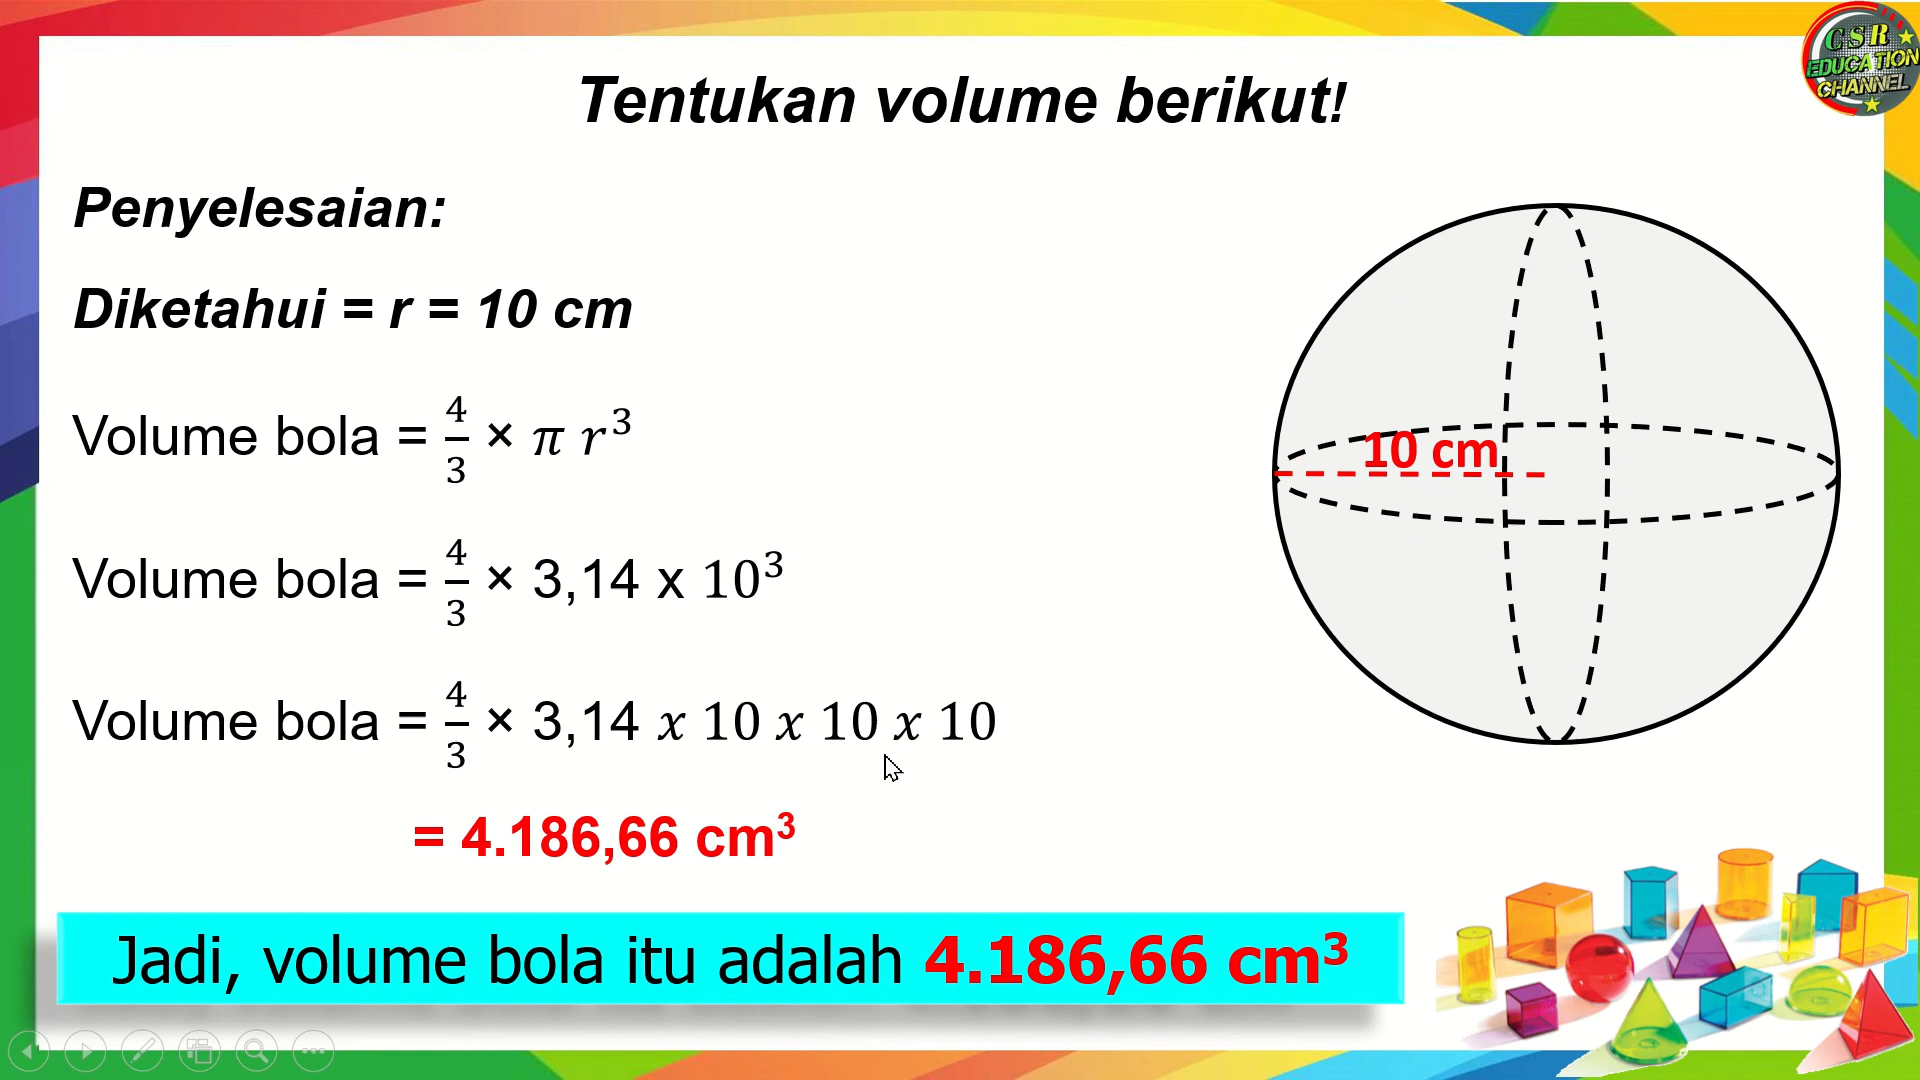 CSR
EDUCATION
CHANNEL
Tentukan volume berikut!
Penyelesaian:
Diketahui = r = 10 cm
Volume bola = 4/3 × π r³
10 cm
Volume bola = 4/3 × 3,14 x 10³
Volume bola = 4/3 × 3,14 x 10 x 10 x 10
= 4.186,66 cm³
Jadi, volume bola itu adalah 4.186,66 cm³